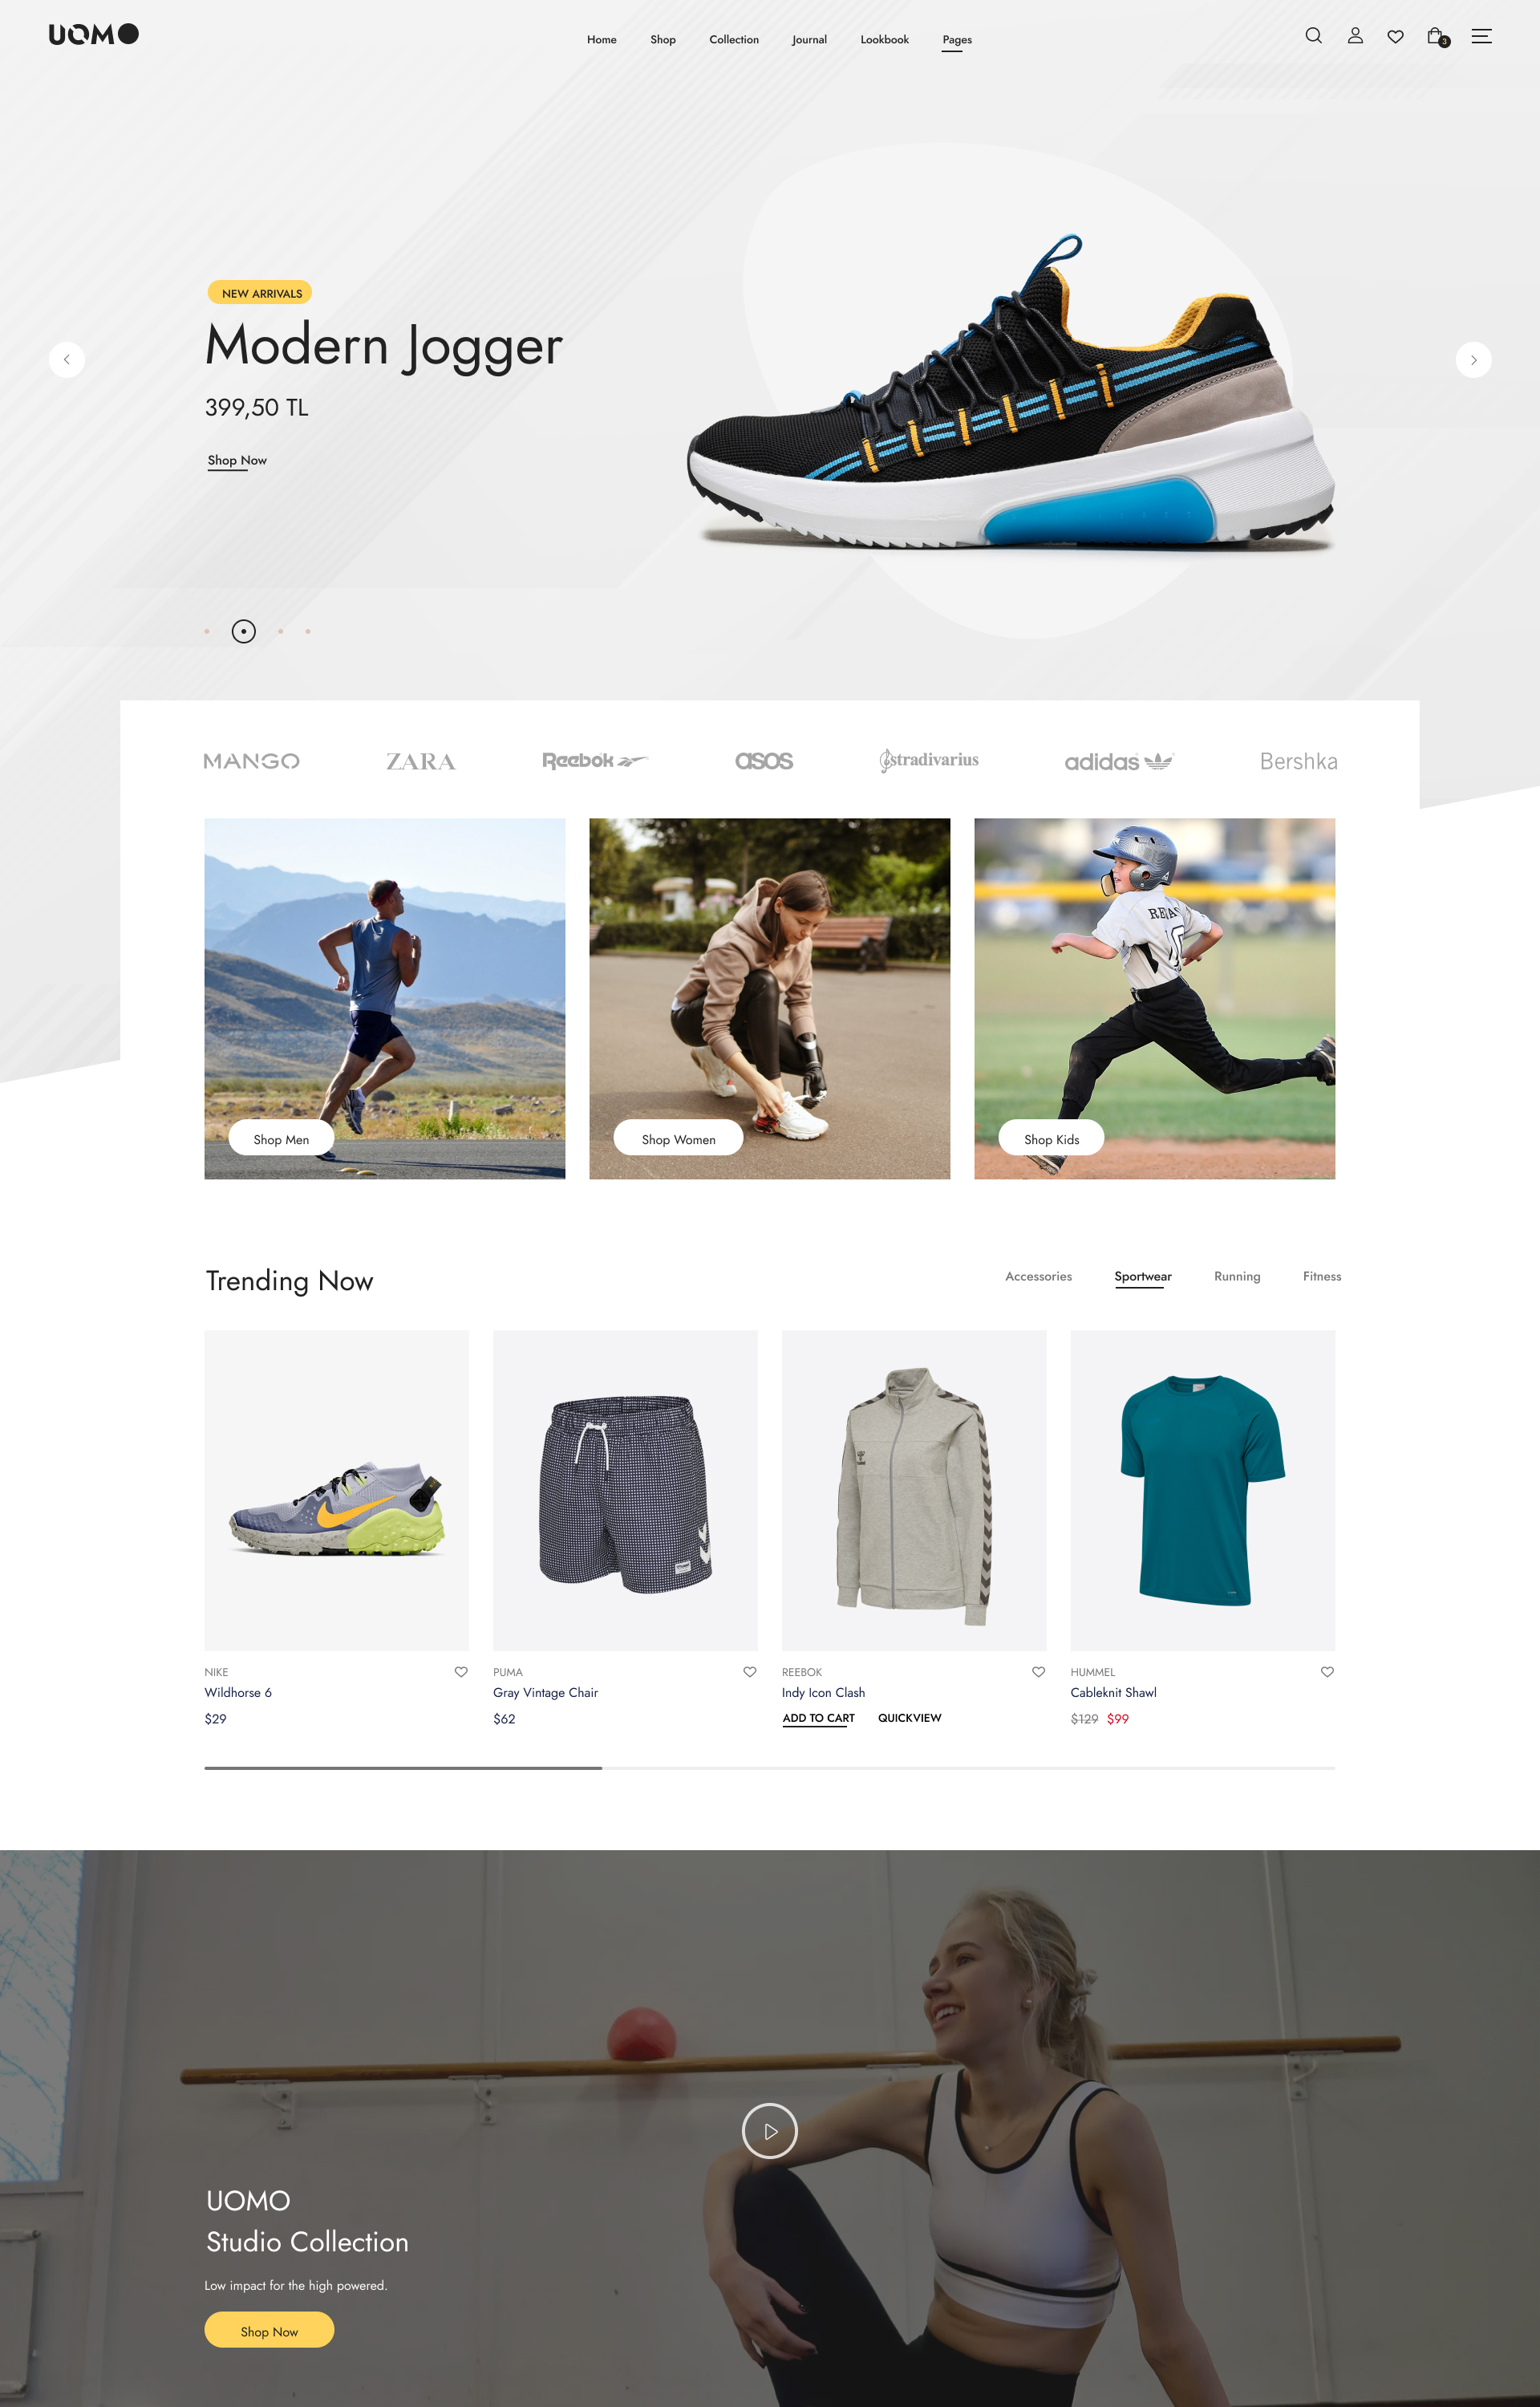 UOMO
Home Shop Collection Journal Lookbook Pages
3
NEW ARRIVALS
Modern Jogger
399,50 TL
Shop Now
MANGO ZARA Reebok asos stradivarius adidas Bershka
Shop Men Shop Women Shop Kids
Trending Now
Accessories Sportwear Running Fitness
NIKE PUMA REEBOK HUMMEL
Wildhorse 6 Gray Vintage Chair Indy Icon Clash Cableknit Shawl
$29 $62 ADD TO CART QUICKVIEW $129 $99
UOMO
Studio Collection
Low impact for the high powered.
Shop Now